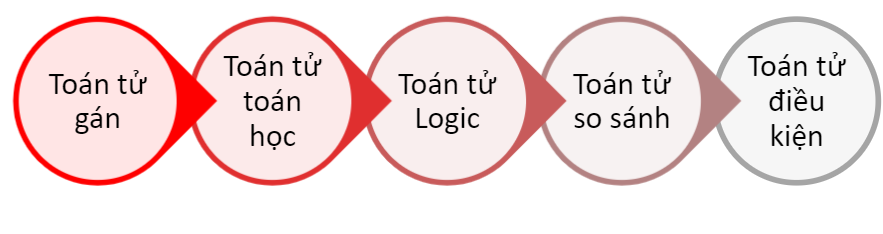 Toán tử
gán
Toán tử
toán
học
Toán tử
Logic
Toán tử
so sánh
Toán tử
điều
kiện